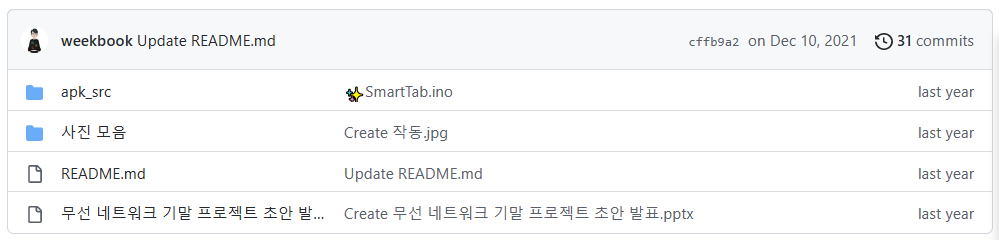 weekbook Update README.md cffb9a2 on Dec 10, 2021 31 commits
apk_src ✨SmartTab.ino last year
사진 모음 Create 작동.jpg last year
README.md Update README.md last year
무선 네트워크 기말 프로젝트 초안 발... Create 무선 네트워크 기말 프로젝트 초안 발표.pptx last year